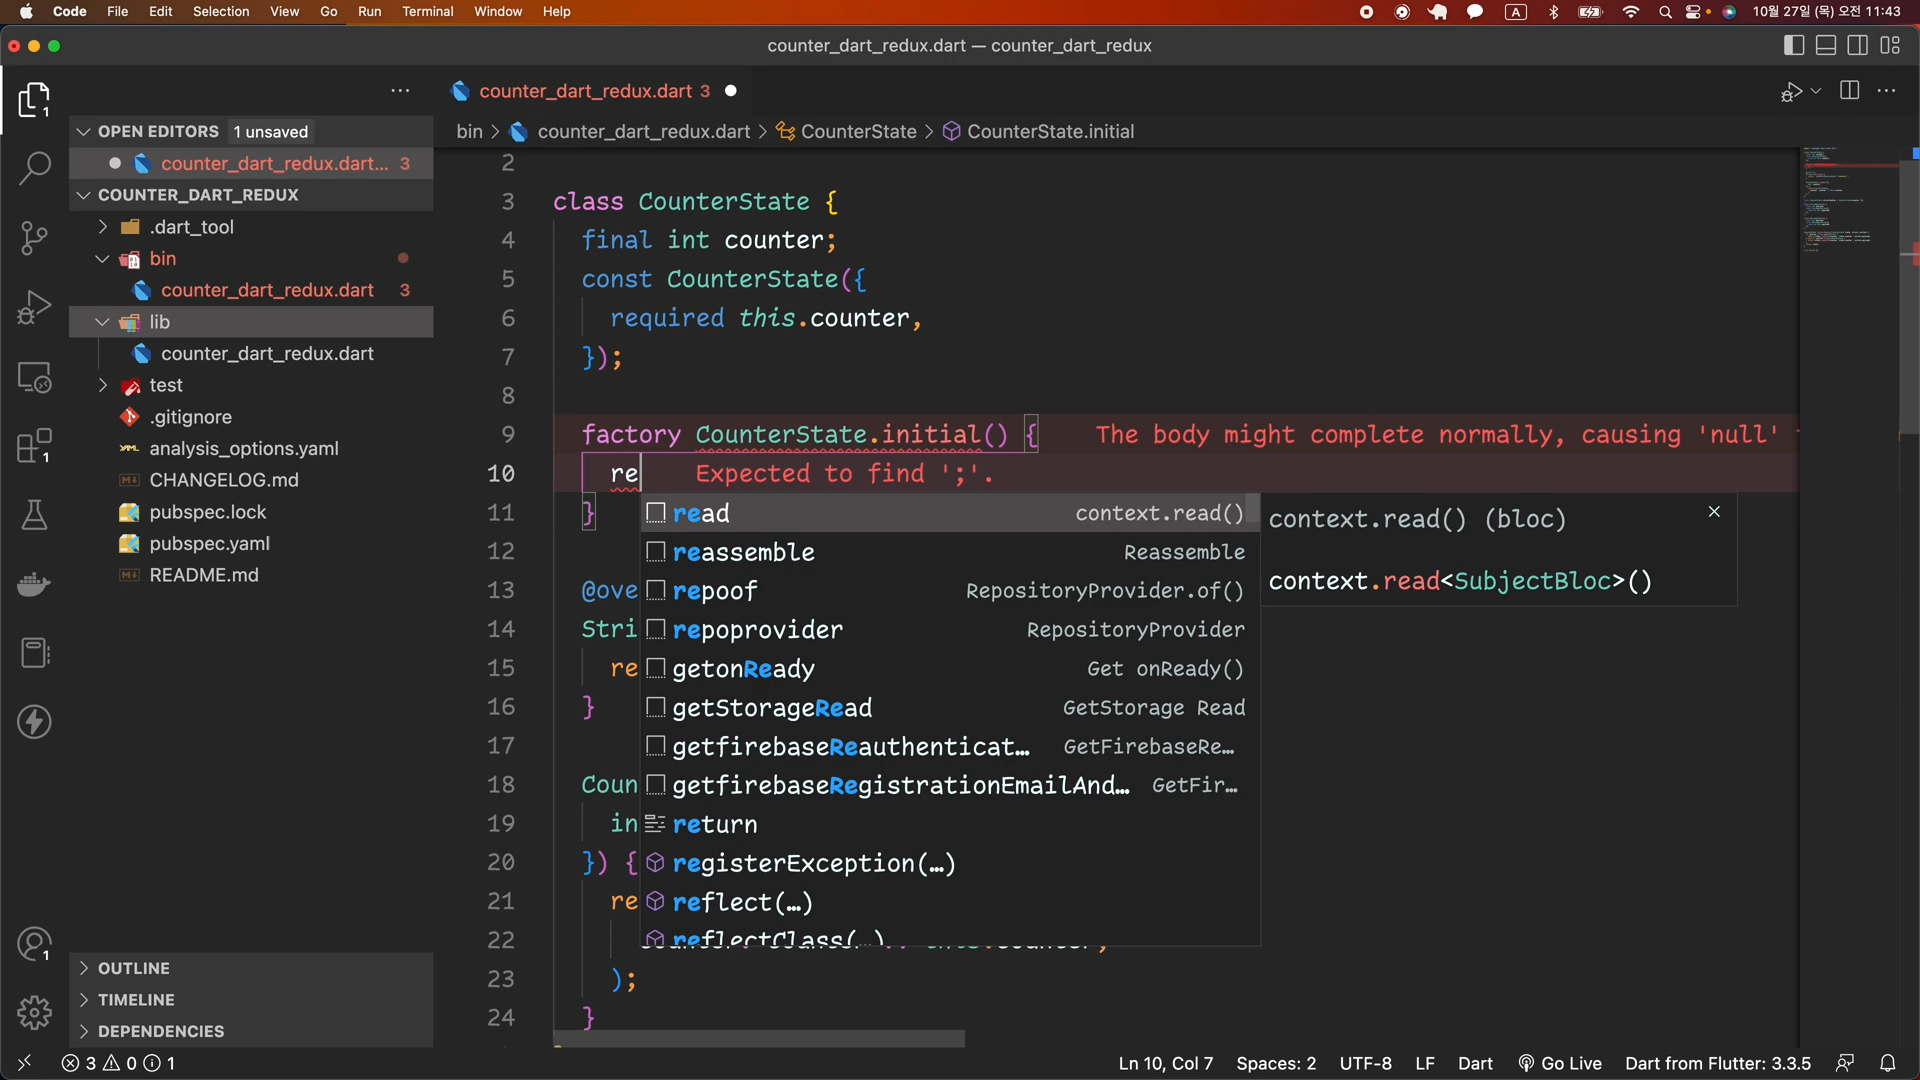 Code File Edit Selection View Go Run Terminal Window Help A 10월 27일 (목) 오전 11:43
counter_dart_redux.dart — counter_dart_redux
1
OPEN EDITORS 1 unsaved
counter_dart_redux.dart... 3
COUNTER_DART_REDUX
.dart_tool
bin
counter_dart_redux.dart 3
lib
counter_dart_redux.dart
test
.gitignore
analysis_options.yaml
CHANGELOG.md
pubspec.lock
pubspec.yaml
README.md
1
1
OUTLINE
TIMELINE
DEPENDENCIES
counter_dart_redux.dart 3
bin > counter_dart_redux.dart > CounterState > CounterState.initial
2
3 class CounterState {
4 final int counter;
5 const CounterState({
6 required this.counter,
7 });
8
9 factory CounterState.initial() { The body might complete normally, causing 'null'
10 re Expected to find ';'.
11 }
12
13 @ove
14 Stri
15 re
16 }
17
18 Coun
19 in
20 }) {
21 re
22 this.counter,
23 );
24 }
read context.read()
reassemble Reassemble
repoof RepositoryProvider.of()
repoprovider RepositoryProvider
getonReady Get onReady()
getStorageRead GetStorage Read
getfirebaseReauthenticat… GetFirebaseRe…
getfirebaseRegistrationEmailAnd… GetFir…
return
registerException(…)
reflect(…)
reflectClass(…)
context.read() (bloc)
context.read<SubjectBloc>()
3 0 1 Ln 10, Col 7 Spaces: 2 UTF-8 LF Dart Go Live Dart from Flutter: 3.3.5